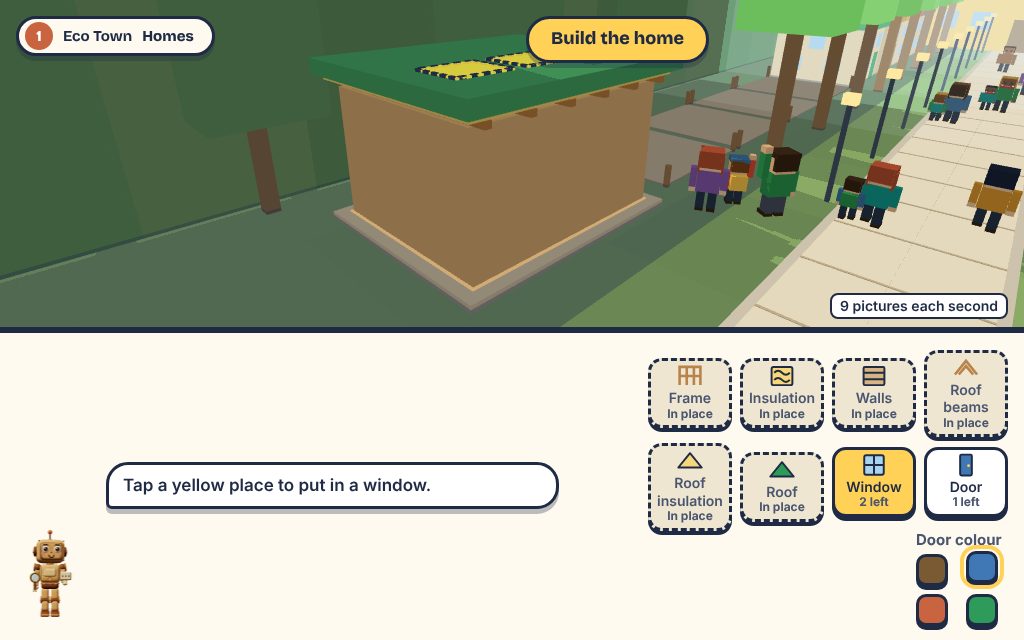 1 Eco Town Homes
Build the home
9 pictures each second
Tap a yellow place to put in a window.
Frame
In place
Insulation
In place
Walls
In place
Roof
beams
In place
Roof
insulation
In place
Roof
In place
Window
2 left
Door
1 left
Door colour